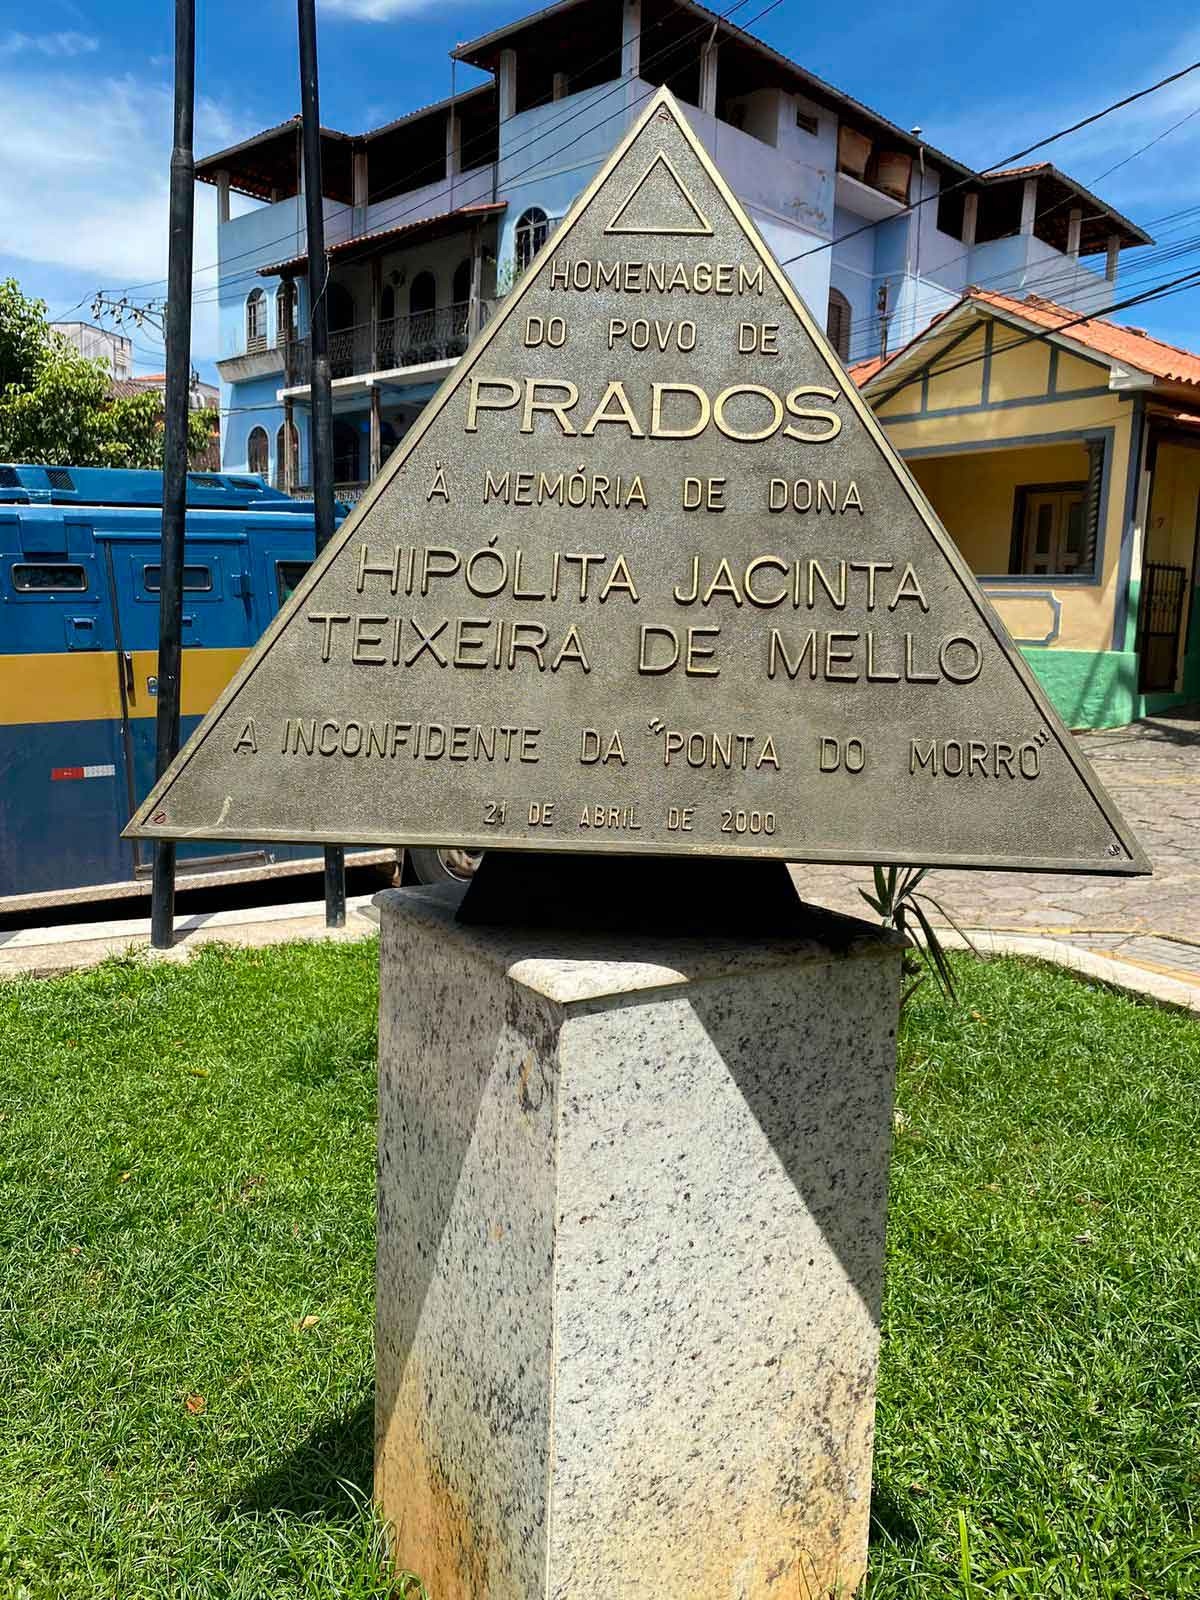 HOMENAGEM
DO POVO DE
PRADOS
À MEMÓRIA DE DONA
HIPÓLITA JACINTA
TEIXEIRA DE MELLO
A INCONFIDENTE DA "PONTA DO MORRO"
21 DE ABRIL DE 2000